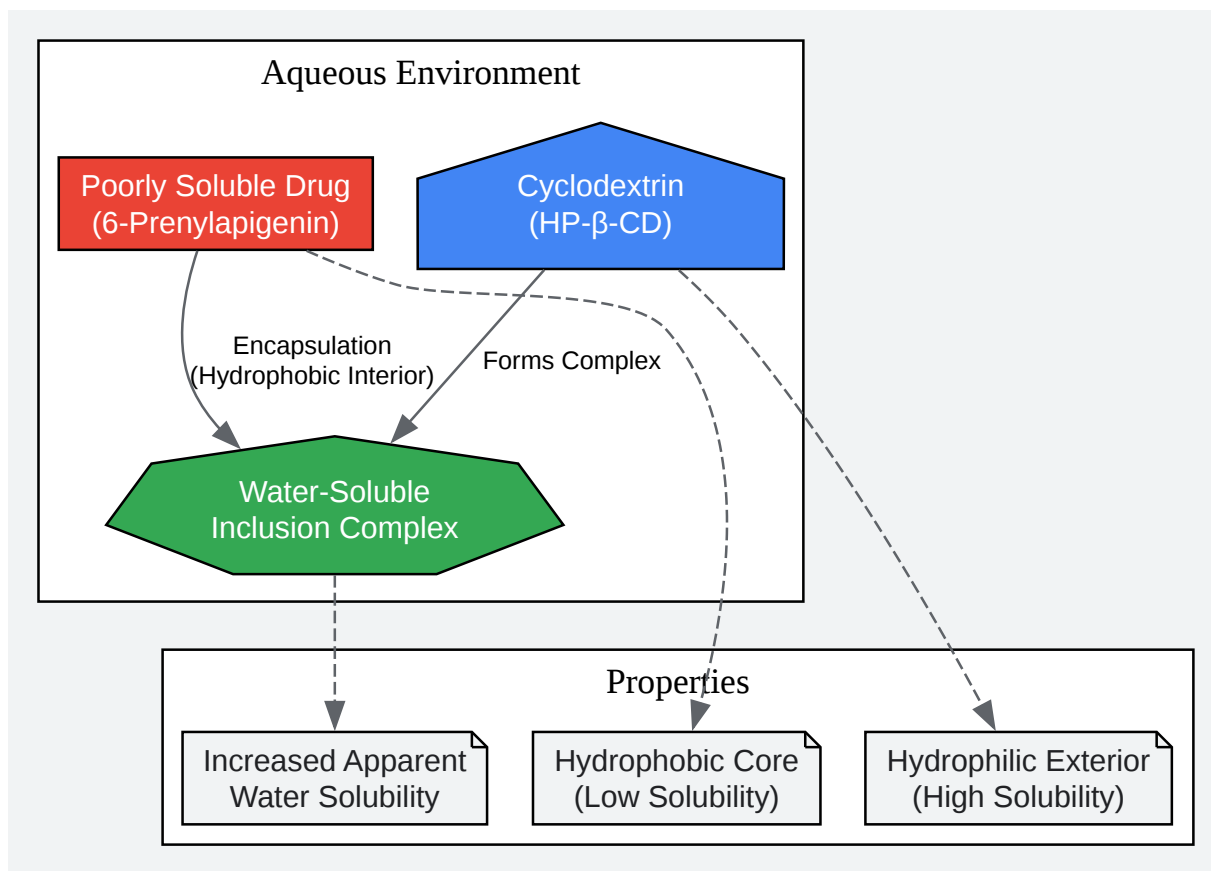 Aqueous Environment
Poorly Soluble Drug
(6-Prenylapigenin)
Cyclodextrin
(HP-β-CD)
Encapsulation
(Hydrophobic Interior)
Forms Complex
Water-Soluble
Inclusion Complex
Properties
Increased Apparent
Water Solubility
Hydrophobic Core
(Low Solubility)
Hydrophilic Exterior
(High Solubility)